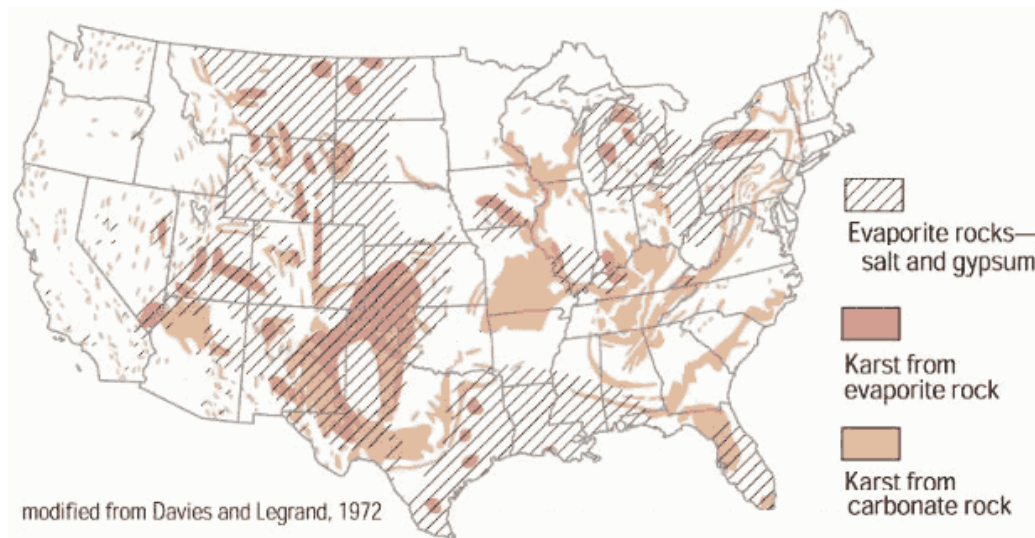 Evaporite rocks—
salt and gypsum
Karst from
evaporite rock
Karst from
carbonate rock
modified from Davies and Legrand, 1972